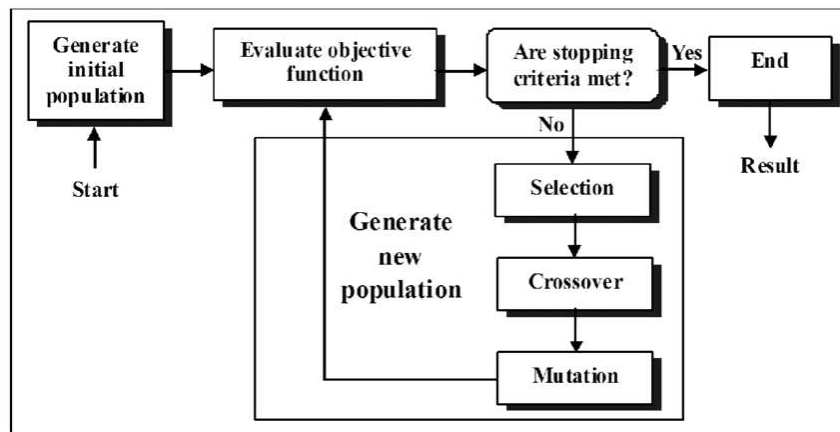 Generate
initial
population
Evaluate objective
function
Are stopping
criteria met?
Yes
End
No
Start
Result
Selection
Generate
new
population
Crossover
Mutation